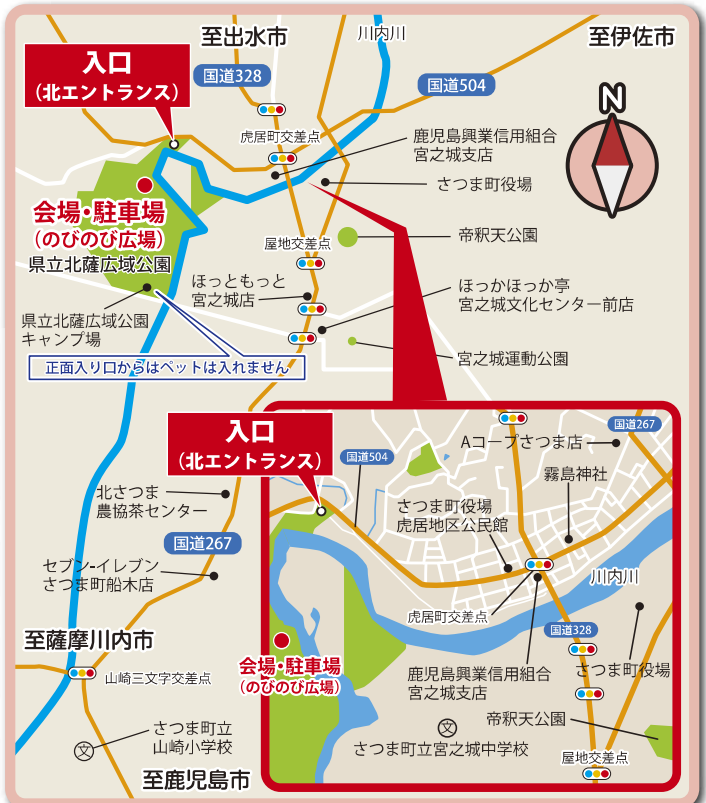 至出水市
川内川
至伊佐市
入口
(北エントランス)
国道328
国道504
N
虎居町交差点
鹿児島興業信用組合
宮之城支店
さつま町役場
会場・駐車場
(のびのび広場)
県立北薩広域公園
帝釈天公園
屋地交差点
ほっともっと
宮之城店
ほっかほっか亭
宮之城文化センター前店
県立北薩広域公園
キャンプ場
宮之城運動公園
正面入り口からはペットは入れません
入口
(北エントランス)
国道504
Aコープさつま店
国道267
霧島神社
さつま町役場
虎居地区公民館
北さつま
農協茶センター
国道267
セブン-イレブン
さつま町船木店
川内川
虎居町交差点
国道328
至薩摩川内市
山崎三文字交差点
会場・駐車場
(のびのび広場)
鹿児島興業信用組合
宮之城支店
さつま町役場
帝釈天公園
文
さつま町立宮之城中学校
屋地交差点
文
さつま町立
山崎小学校
至鹿児島市